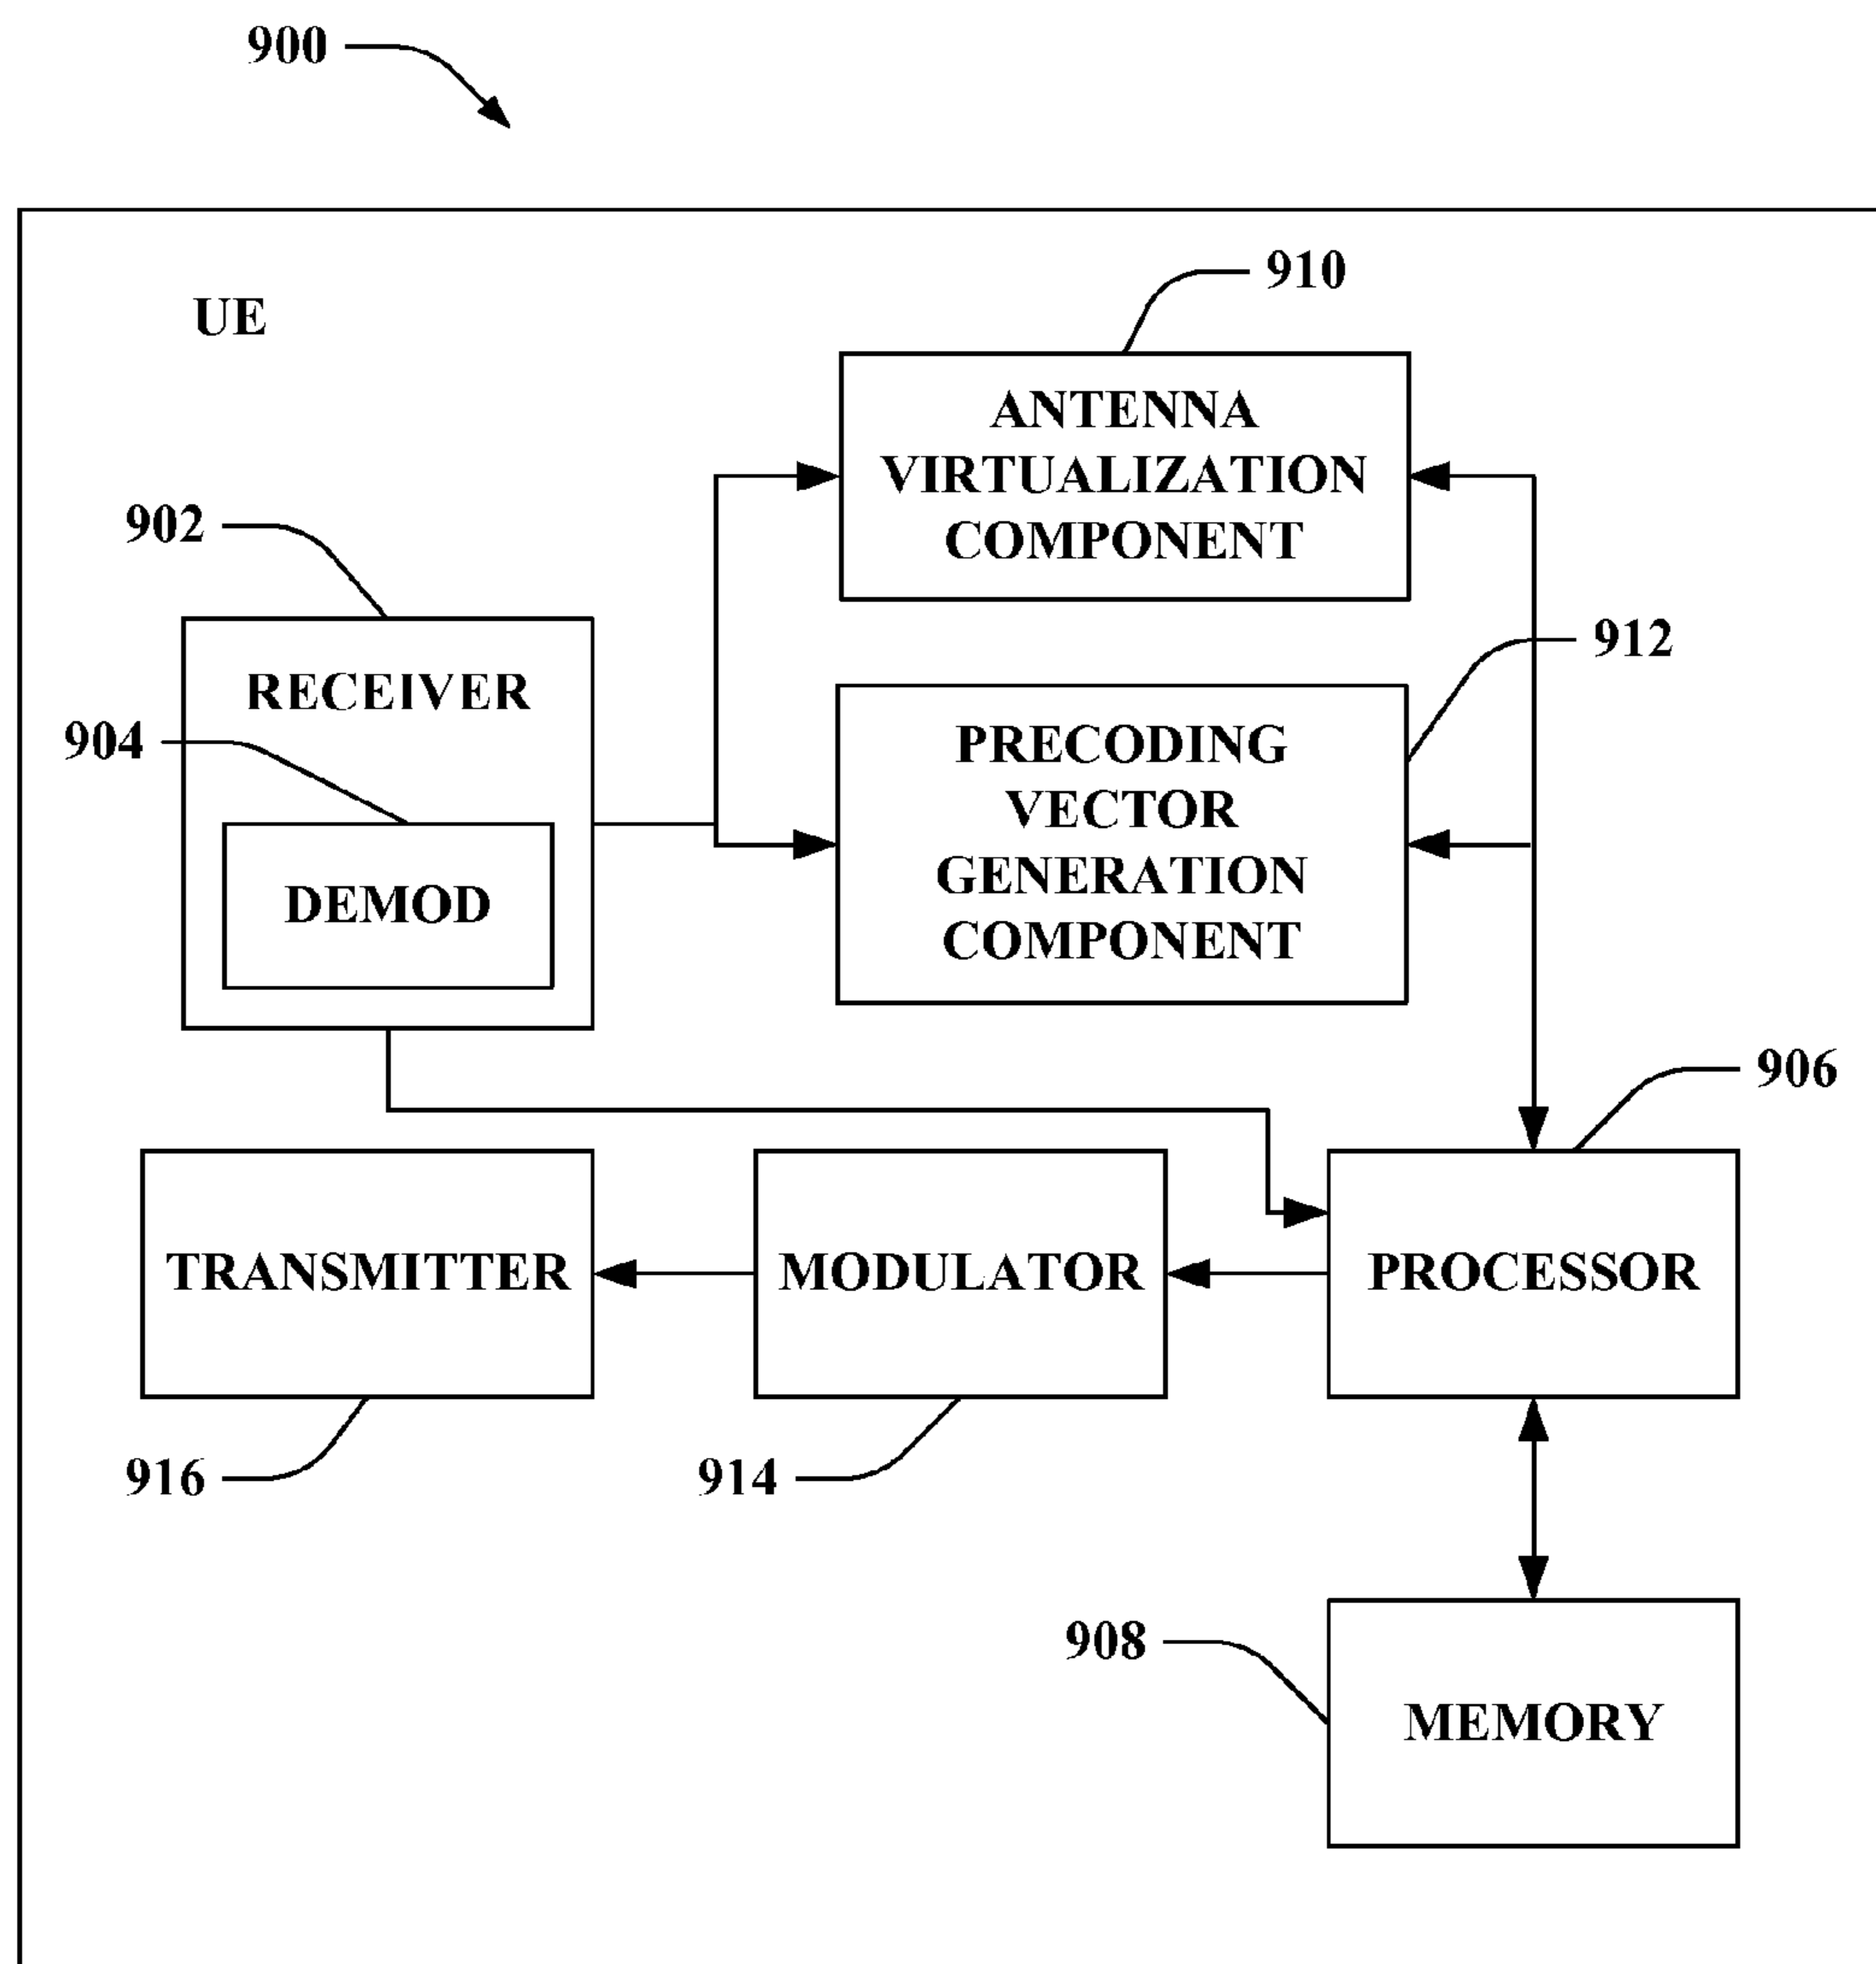 900
UE
910
ANTENNA
VIRTUALIZATION
COMPONENT
902
912
RECEIVER
904
PRECODING
VECTOR
GENERATION
COMPONENT
DEMOD
906
TRANSMITTER
MODULATOR
PROCESSOR
916
914
908
MEMORY